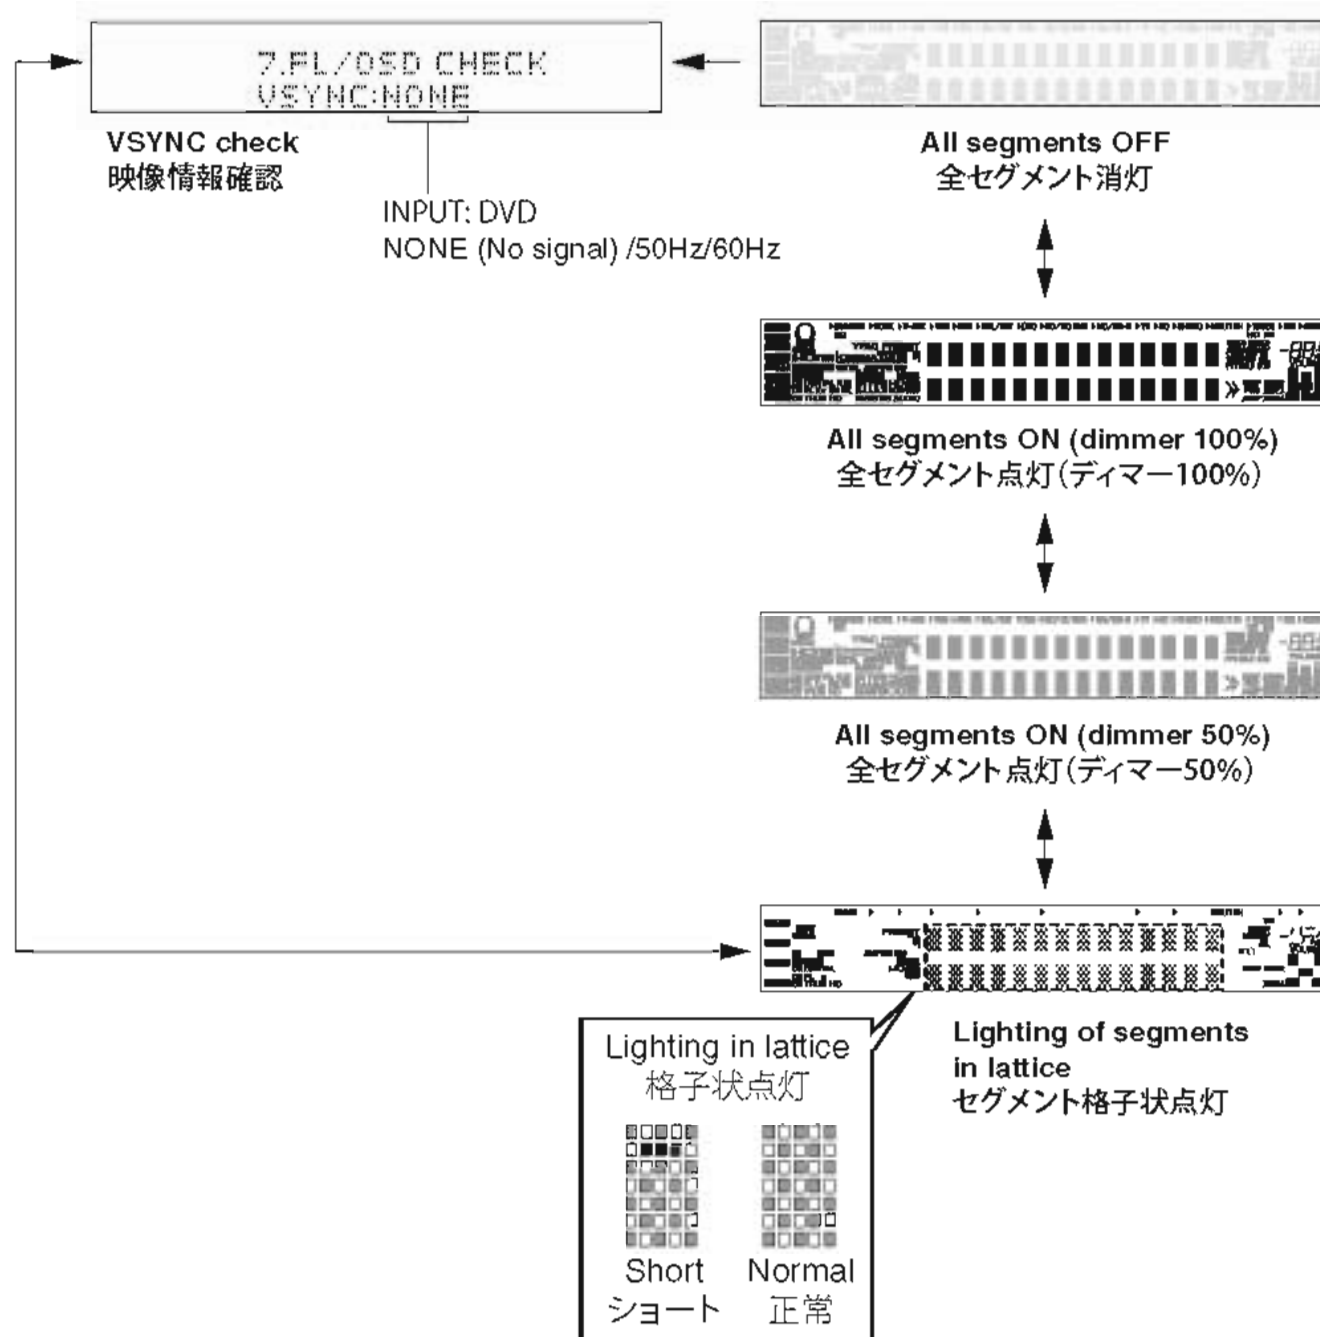 7.FL/OSD CHECK
VSYNC:NONE
VSYNC check
映像情報確認
INPUT: DVD
NONE (No signal) /50Hz/60Hz
All segments OFF
全セグメント消灯
All segments ON (dimmer 100%)
全セグメント点灯(ディマー100%)
All segments ON (dimmer 50%)
全セグメント点灯(ディマー50%)
Lighting of segments
in lattice
セグメント格子状点灯
Lighting in lattice
格子状点灯
Short
ショート
Normal
正常